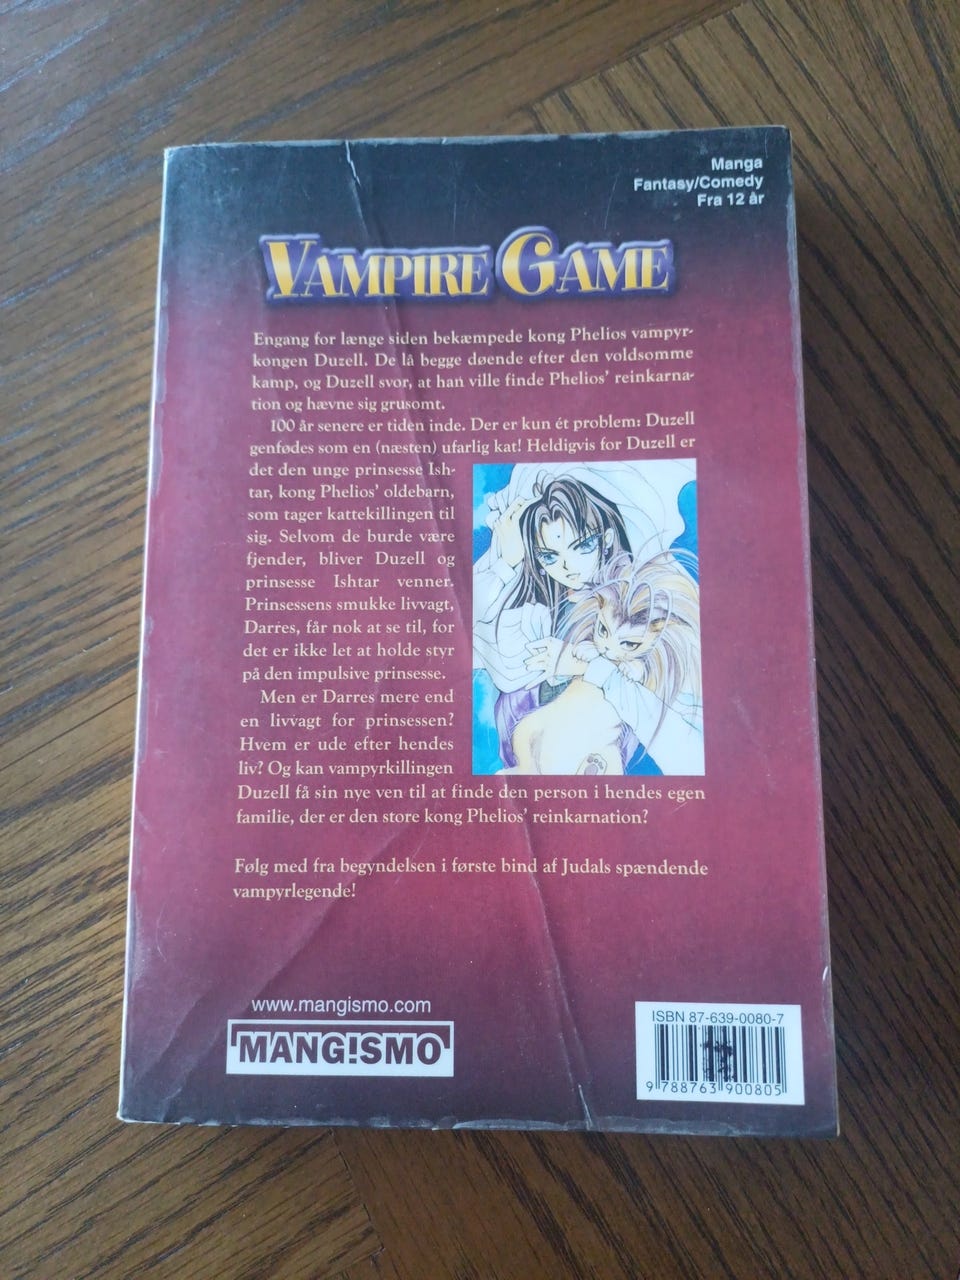 Manga
Fantasy/Comedy
Fra 12 år
VAMPIRE GAME
Engang for længe siden bekæmpede kong Phelios vampyr-
kongen Duzell. De lå begge døende efter den voldsomme
kamp, og Duzell svor, at han ville finde Phelios' reinkarna-
tion og hævne sig grusomt.
100 år senere er tiden inde. Der er kun ét problem: Duzell
genfødes som en (næsten) ufarlig kat! Heldigvis for Duzell er
det den unge prinsesse Ish-
tar, kong Phelios' oldebarn,
som tager kattekillingen til
sig. Selvom de burde være
fjender, bliver Duzell og
prinsesse Ishtar venner.
Prinsessens smukke livvagt,
Darres, får nok at se til, for
det er ikke let at holde styr
på den impulsive prinsesse.
Men er Darres mere end
en livvagt for prinsessen?
Hvem er ude efter hendes
liv? Og kan vampyrkillingen
Duzell få sin nye ven til at finde den person i hendes egen
familie, der er den store kong Phelios' reinkarnation?
Følg med fra begyndelsen i første bind af Judals spændende
vampyrlegende!
www.mangismo.com
MANG!SMO
ISBN 87-639-0080-7
9 788763 900805